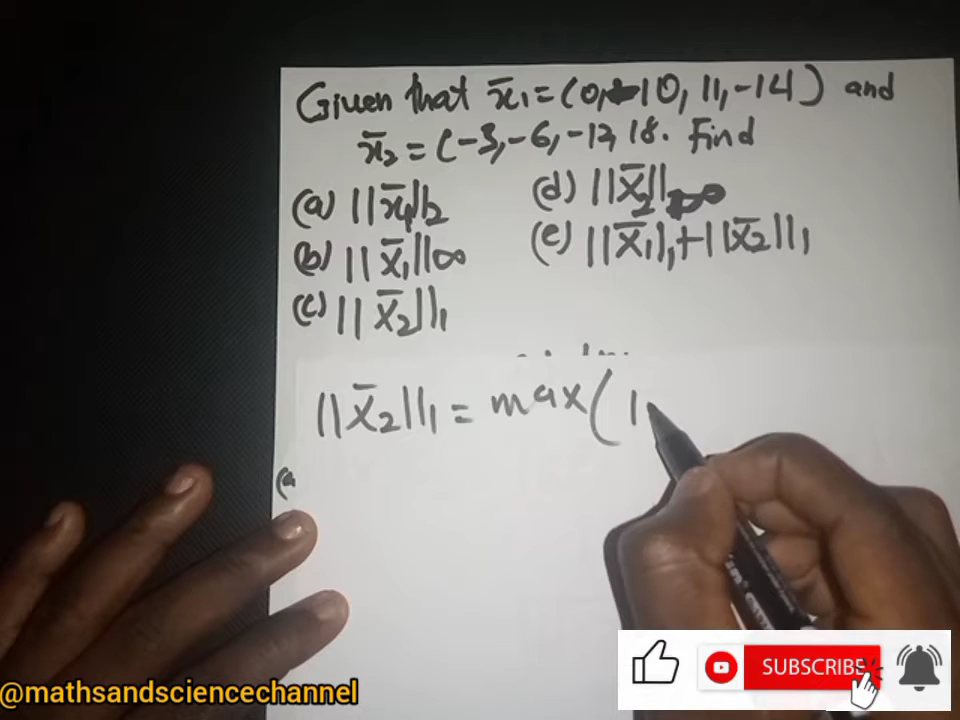 Given that x̄₁ = (0, -10, 11, -14) and
x̄₂ = (-3, -6, -12, 18. Find
(a) ||x̄₁||₂
(b) ||x̄₁||∞
(c) ||x̄₂||₁
(d) ||x̄₂||∞
(e) ||x̄₁||₁ + ||x̄₂||₁
||x̄₂||₁ = max(|
(a
SUBSCRIBE
@mathsandsciencechannel